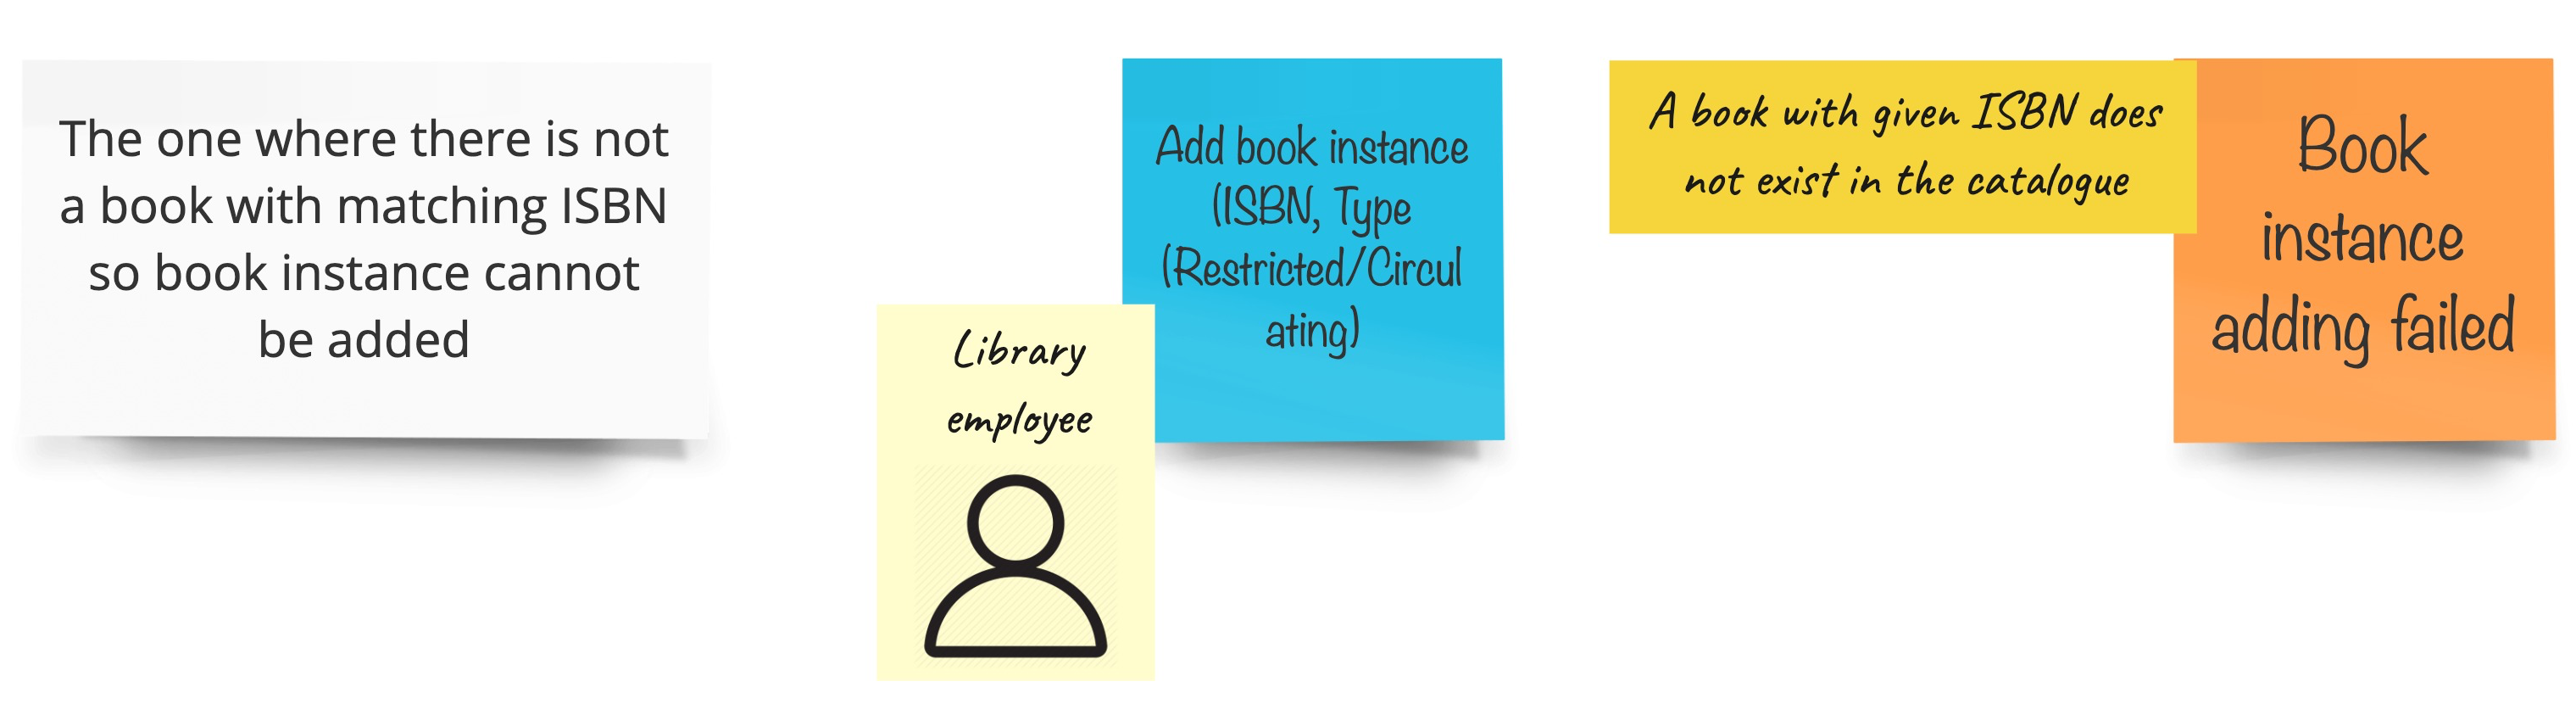 The one where there is not
a book with matching ISBN
so book instance cannot
be added
Library
employee
Add book instance
(ISBN, Type
(Restricted/Circul
ating)
A book with given ISBN does
not exist in the catalogue
Book
instance
adding failed